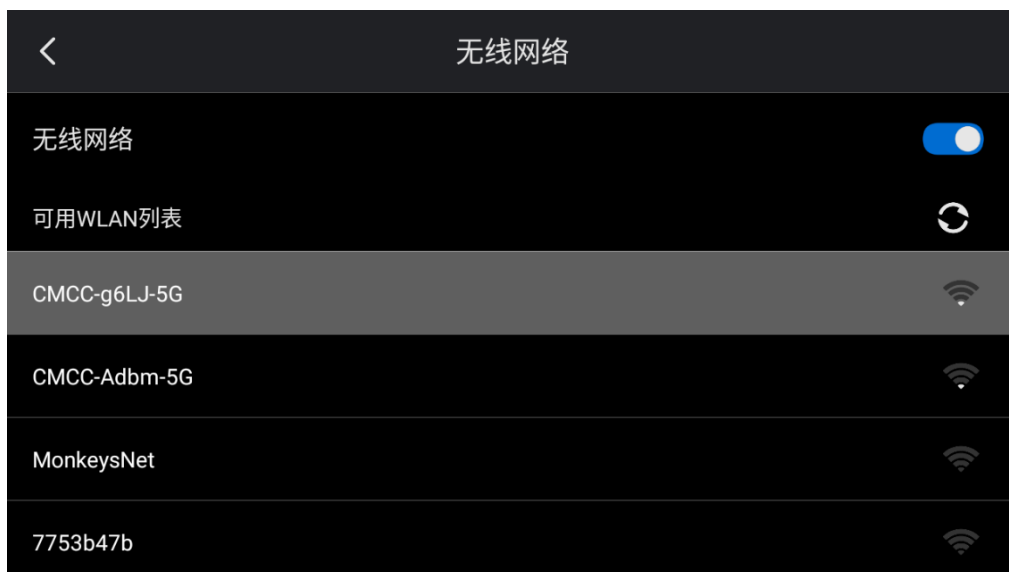 无线网络
无线网络
可用WLAN列表
CMCC-g6LJ-5G
CMCC-Adbm-5G
MonkeysNet
7753b47b